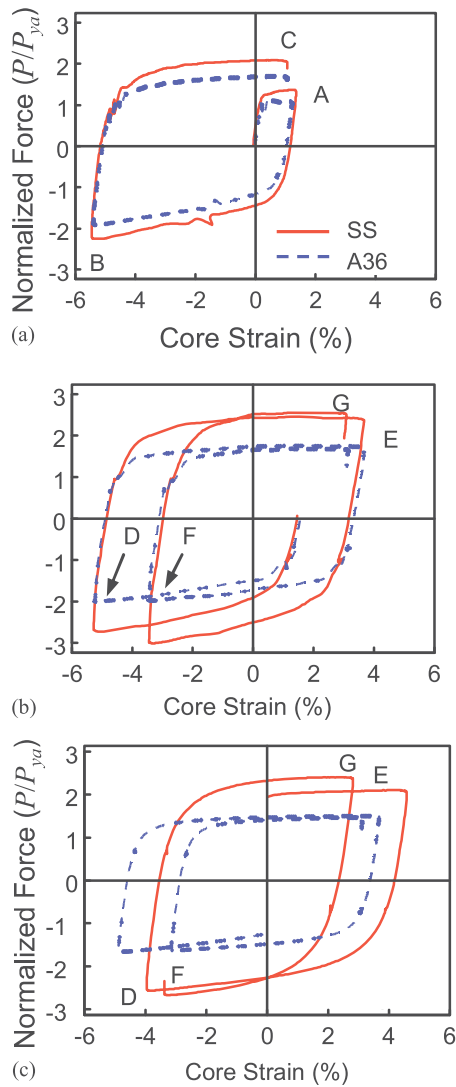 3
C
2
A
1
0
-1
-2
B
-3
SS
A36
-6 -4 -2 0 2 4 6
Normalized Force (P/Pya)
(a) Core Strain (%)
3
G
2
E
1
0
D F
-1
-2
-3
-6 -4 -2 0 2 4 6
(b) Core Strain (%)
3
G E
2
1
0
-1
-2
D F
-3
-6 -4 -2 0 2 4 6
Normalized Force (P/Pya)
(c) Core Strain (%)